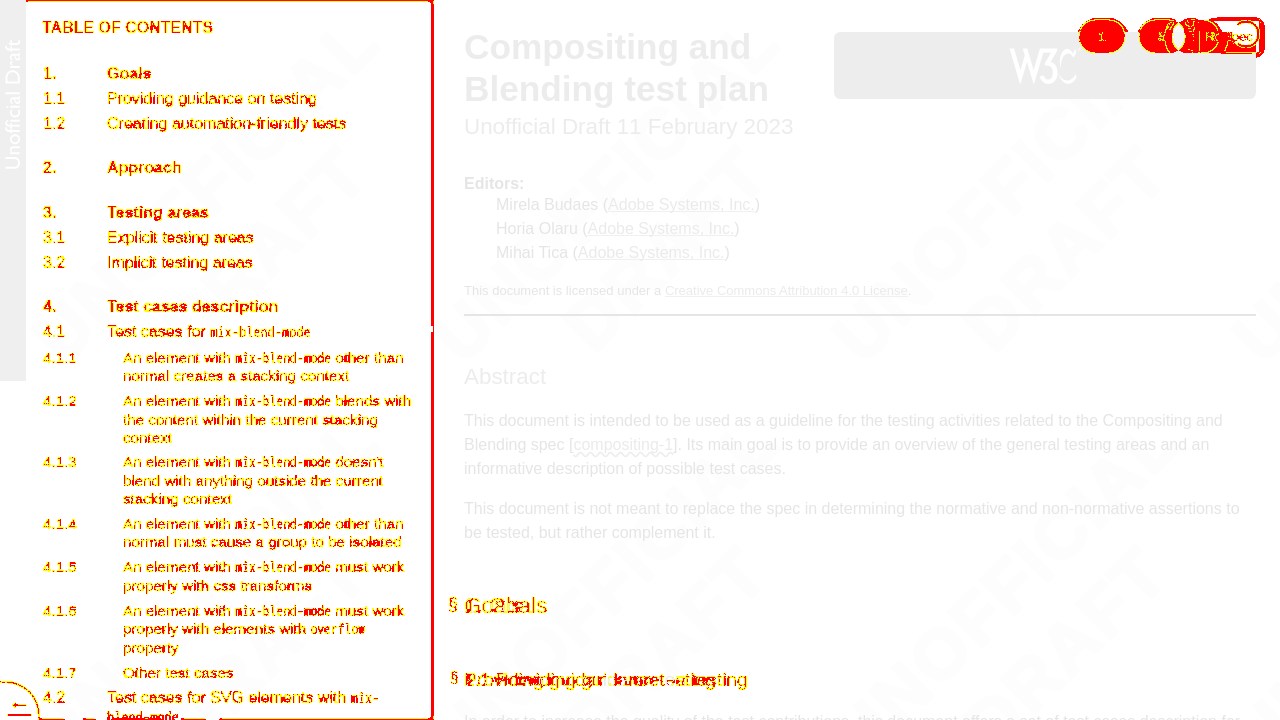 Unofficial Draft
TABLE OF CONTENTS
1. Goals
1.1 Providing guidance on testing
1.2 Creating automation-friendly tests
2. Approach
3. Testing areas
3.1 Explicit testing areas
3.2 Implicit testing areas
4. Test cases description
4.1 Test cases for mix-blend-mode
4.1.1 An element with mix-blend-mode other than
normal creates a stacking context
4.1.2 An element with mix-blend-mode blends with
the content within the current stacking
context
4.1.3 An element with mix-blend-mode doesn't
blend with anything outside the current
stacking context
4.1.4 An element with mix-blend-mode other than
normal must cause a group to be isolated
4.1.5 An element with mix-blend-mode must work
properly with css transforms
4.1.6 An element with mix-blend-mode must work
properly with elements with overflow
property
4.1.7 Other test cases
4.2 Test cases for SVG elements with mix-
blend-mode
Compositing and
Blending test plan
W3C
Unofficial Draft 11 February 2023
Editors:
Mirela Budaes (Adobe Systems, Inc.)
Horia Olaru (Adobe Systems, Inc.)
Mihai Tica (Adobe Systems, Inc.)
This document is licensed under a Creative Commons Attribution 4.0 License.
Abstract
This document is intended to be used as a guideline for the testing activities related to the Compositing and
Blending spec [compositing-1]. Its main goal is to provide an overview of the general testing areas and an
informative description of possible test cases.
This document is not meant to replace the spec in determining the normative and non-normative assertions to
be tested, but rather complement it.
§
§
In order to increase the quality of the test contributions, this document offers a set of test cases description for
UNOFFICIAL
DRAFT